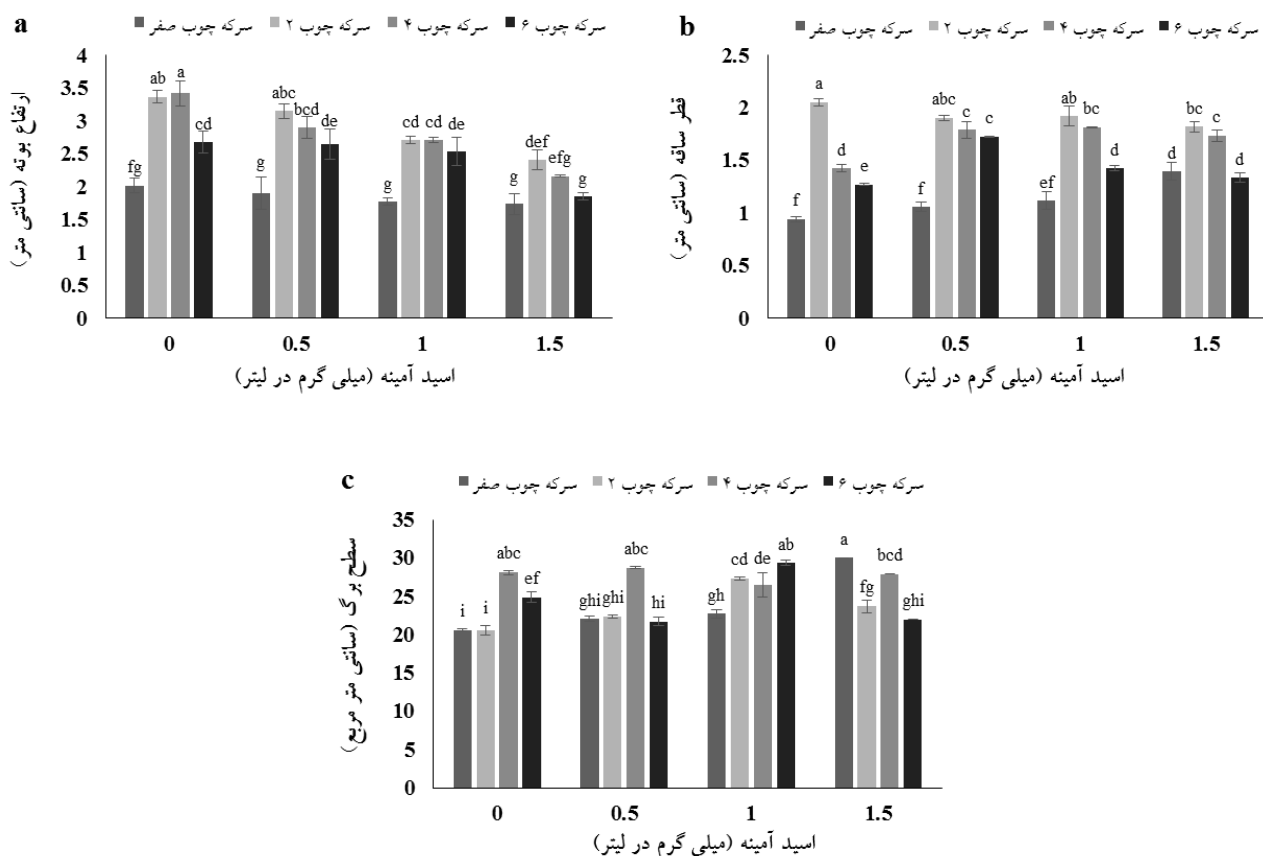 a
سرکه چوب صفر ■ سرکه چوب ۲ ■ سرکه چوب ۴ ■ سرکه چوب ۶ ■
ارتفاع بوته (سانتی متر)
4
3.5
3
2.5
2
1.5
1
0.5
0
fg ab a cd
g abc bcd de
g cd cd de
g def efg g
0 0.5 1 1.5
اسید آمینه (میلی گرم در لیتر)
b
سرکه چوب صفر ■ سرکه چوب ۲ ■ سرکه چوب ۴ ■ سرکه چوب ۶ ■
قطر ساقه (سانتی متر)
2.5
2
1.5
1
0.5
0
f a d e
f abc c c
ef ab bc d
d bc c d
0 0.5 1 1.5
اسید آمینه (میلی گرم در لیتر)
c
سرکه چوب صفر ■ سرکه چوب ۲ ■ سرکه چوب ۴ ■ سرکه چوب ۶ ■
سطح برگ (سانتی متر مربع)
35
30
25
20
15
10
5
0
i i abc ef
ghi ghi abc hi
gh cd de ab
a fg bcd ghi
0 0.5 1 1.5
اسید آمینه (میلی گرم در لیتر)